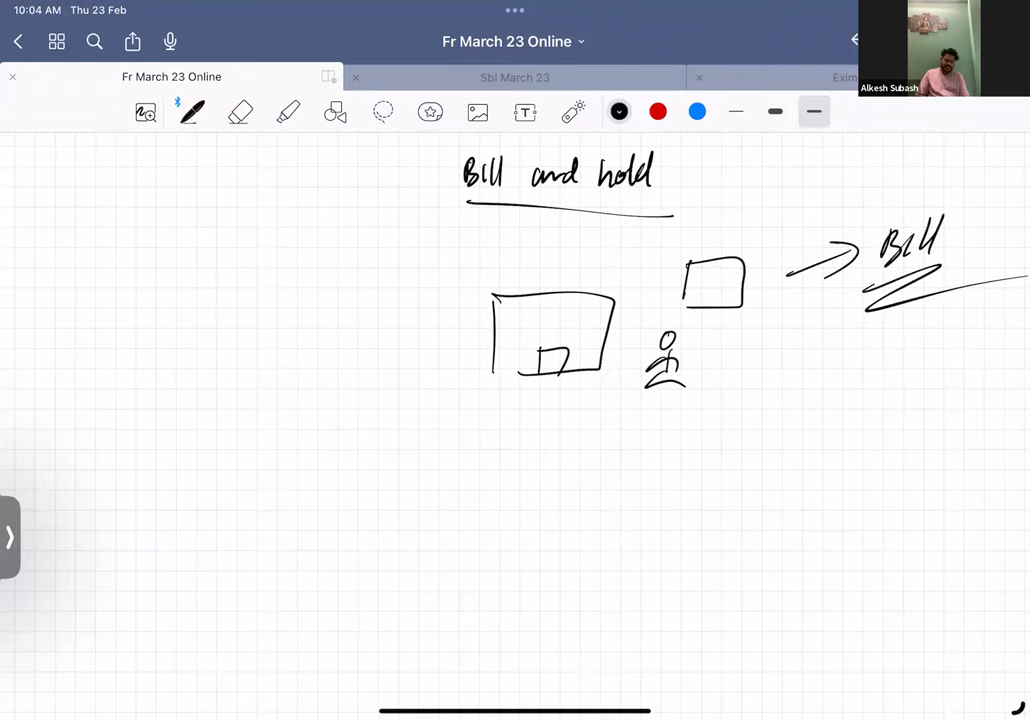 10:04 AM Thu 23 Feb
Fr March 23 Online
Alkesh Subash
Fr March 23 Online
Sbl March 23
Exim
T
Bill and hold
Bill